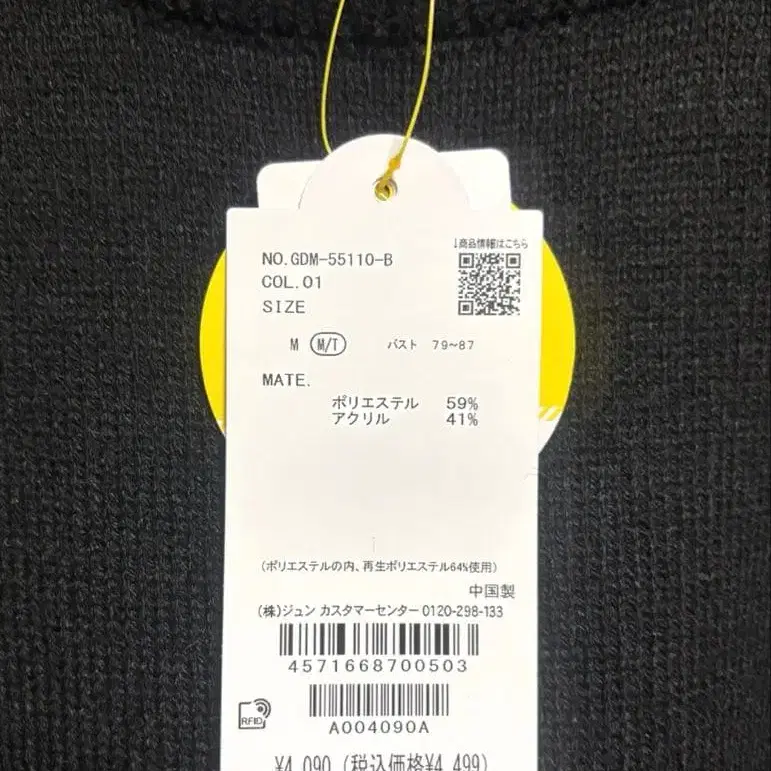 ↓商品情報はこちら
NO.GDM-55110-B
COL.01
SIZE
M M/T バスト 79~87
MATE.
ポリエステル 59%
アクリル 41%
(ポリエステルの内、再生ポリエステル64%使用)
中国製
(株)ジュン カスタマーセンター 0120-298-133
4571668700503
RFID
A004090A
¥4,090 (税込価格¥4,499)